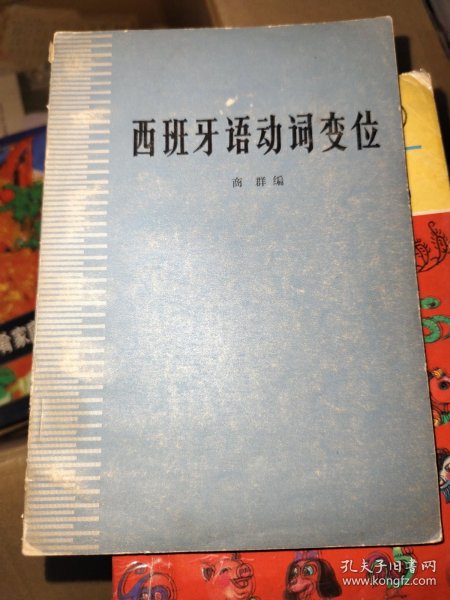 西班牙语动词变位
商 群 编
孔夫子旧书网
www.kongfz.com